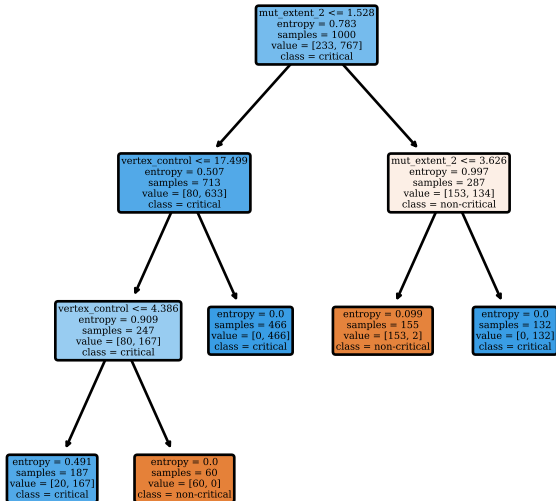 mut_extent_2 <= 1.528
entropy = 0.783
samples = 1000
value = [233, 767]
class = critical
vertex_control <= 17.499
entropy = 0.507
samples = 713
value = [80, 633]
class = critical
mut_extent_2 <= 3.626
entropy = 0.997
samples = 287
value = [153, 134]
class = non-critical
vertex_control <= 4.386
entropy = 0.909
samples = 247
value = [80, 167]
class = critical
entropy = 0.0
samples = 466
value = [0, 466]
class = critical
entropy = 0.099
samples = 155
value = [153, 2]
class = non-critical
entropy = 0.0
samples = 132
value = [0, 132]
class = critical
entropy = 0.491
samples = 187
value = [20, 167]
class = critical
entropy = 0.0
samples = 60
value = [60, 0]
class = non-critical